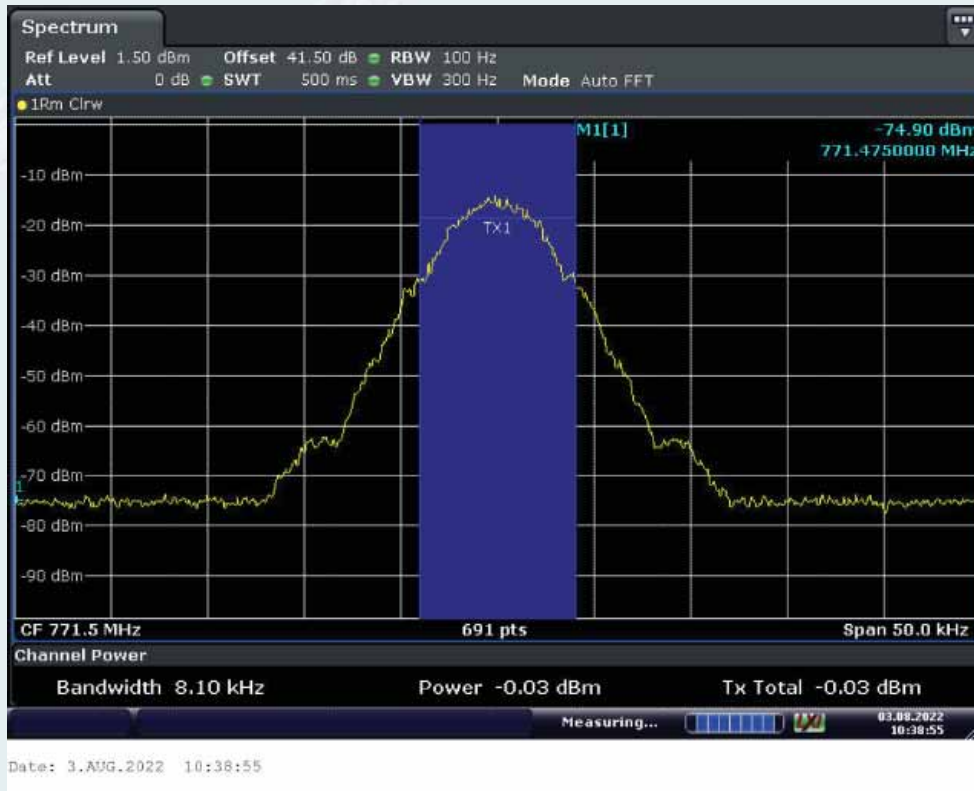 Spectrum
Ref Level 1.50 dBm Offset 41.50 dB RBW 100 Hz
Att 0 dB SWT 500 ms VBW 300 Hz Mode Auto FFT
1Rm Clrw
M1[1] -74.90 dBm
771.4750000 MHz
-10 dBm
-20 dBm
TX1
-30 dBm
-40 dBm
-50 dBm
-60 dBm
-70 dBm
1
-80 dBm
-90 dBm
CF 771.5 MHz 691 pts Span 50.0 kHz
Channel Power
Bandwidth 8.10 kHz Power -0.03 dBm Tx Total -0.03 dBm
Measuring... 03.08.2022
10:38:55
Date: 3.AUG.2022 10:38:55